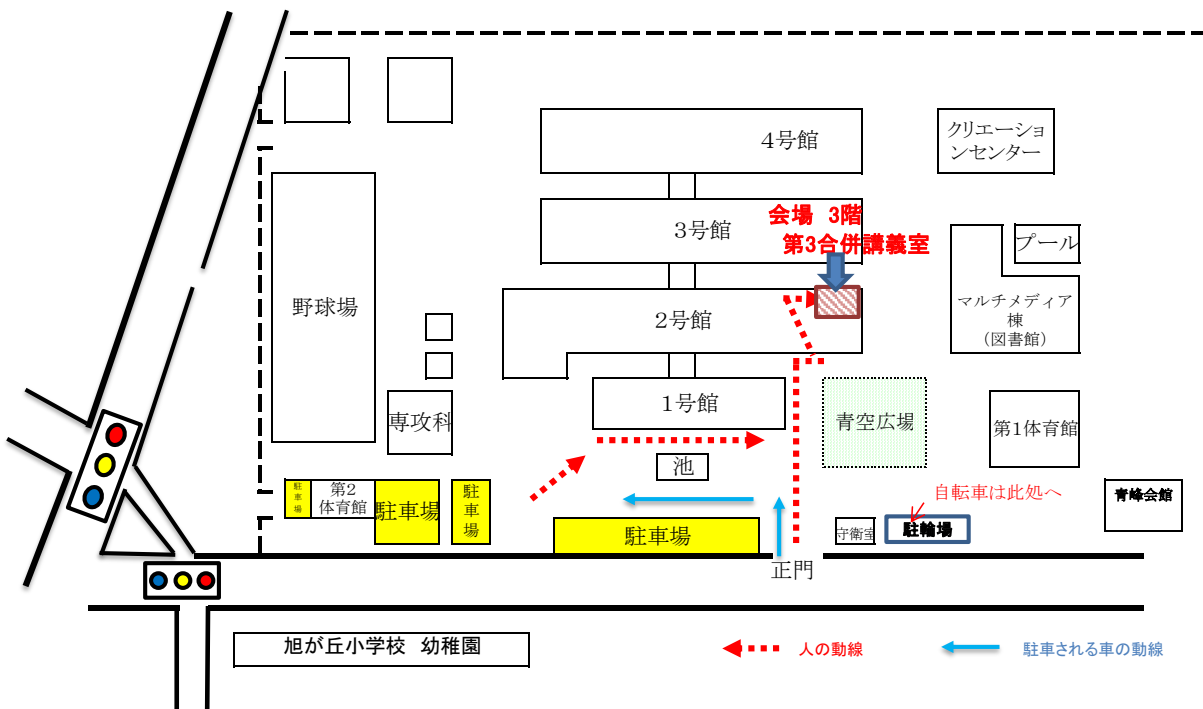 4号館
クリエーショ
ンセンター
会場 3階
第3合併講義室
3号館
プール
野球場
2号館
マルチメディア
棟
(図書館)
1号館
専攻科
青空広場
第1体育館
池
駐車場
第2
体育館
駐車場
駐車場
自転車は此処へ
青峰会館
駐車場
守衛室
駐輪場
正門
旭が丘小学校 幼稚園
人の動線
駐車される車の動線